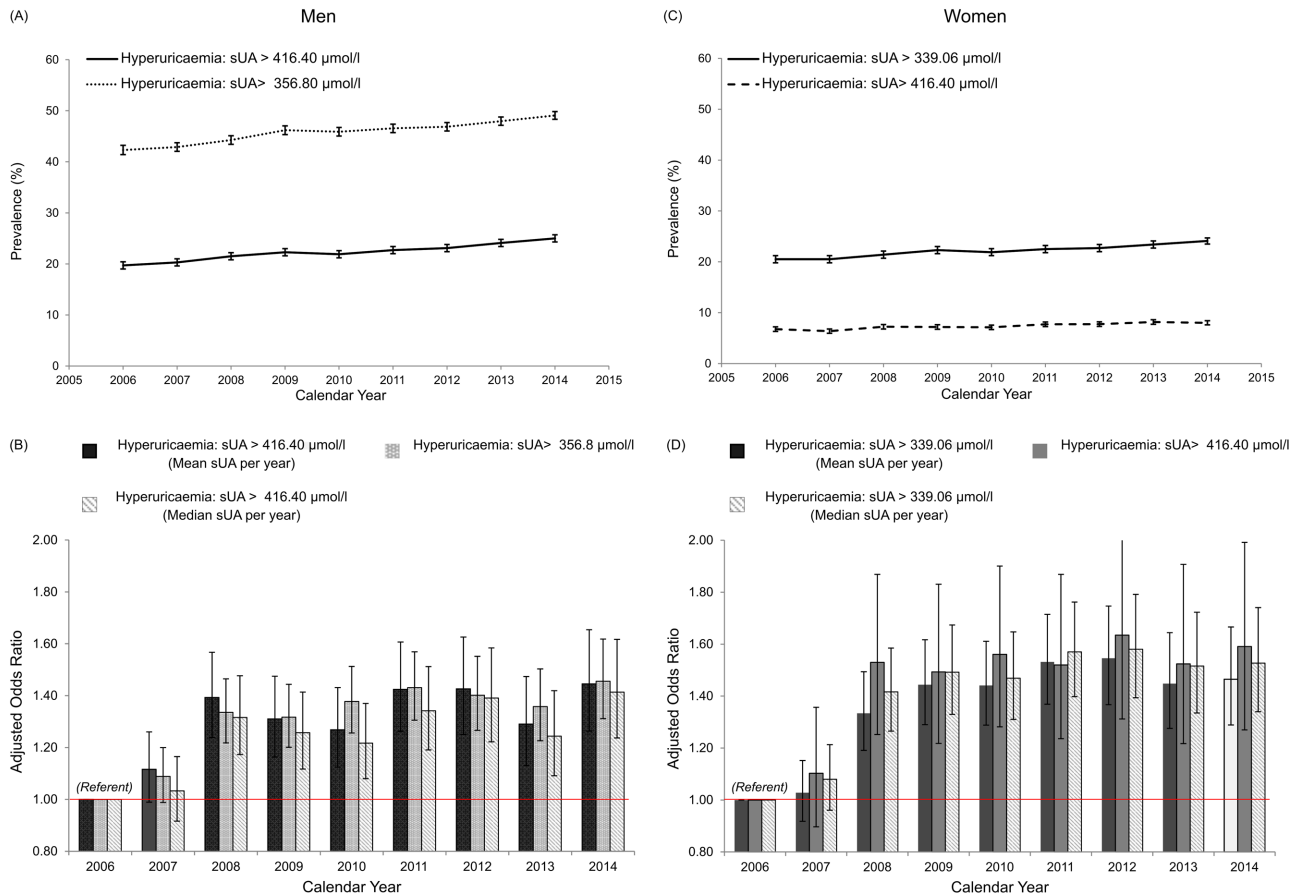 (A)
Men
Hyperuricaemia: sUA > 416.40 µmol/l
Hyperuricaemia: sUA> 356.80 µmol/l
Prevalence (%)
60
50
40
30
20
10
0
2005 2006 2007 2008 2009 2010 2011 2012 2013 2014 2015
Calendar Year
(C)
Women
Hyperuricaemia: sUA > 339.06 µmol/l
Hyperuricaemia: sUA> 416.40 µmol/l
Prevalence (%)
60
50
40
30
20
10
0
2005 2006 2007 2008 2009 2010 2011 2012 2013 2014 2015
Calendar Year
(B)
Hyperuricaemia: sUA > 416.40 µmol/l
(Mean sUA per year)
Hyperuricaemia: sUA> 356.8 µmol/l
Hyperuricaemia: sUA > 416.40 µmol/l
(Median sUA per year)
Adjusted Odds Ratio
2.00
1.80
1.60
1.40
1.20
1.00
0.80
(Referent)
2006 2007 2008 2009 2010 2011 2012 2013 2014
Calendar Year
(D)
Hyperuricaemia: sUA > 339.06 µmol/l
(Mean sUA per year)
Hyperuricaemia: sUA> 416.40 µmol/l
Hyperuricaemia: sUA > 339.06 µmol/l
(Median sUA per year)
Adjusted Odds Ratio
2.00
1.80
1.60
1.40
1.20
1.00
0.80
(Referent)
2006 2007 2008 2009 2010 2011 2012 2013 2014
Calendar Year